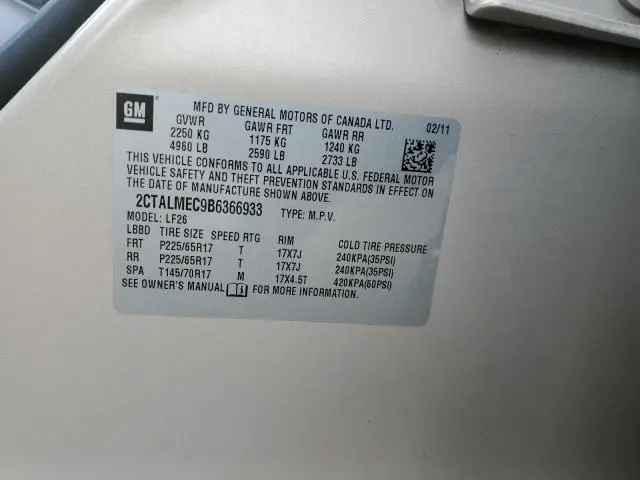 GM
MFD BY GENERAL MOTORS OF CANADA LTD. 02/11
GVWR GAWR FRT GAWR RR
2250 KG 1175 KG 1240 KG
4960 LB 2590 LB 2733 LB
THIS VEHICLE CONFORMS TO ALL APPLICABLE U.S. FEDERAL MOTOR
VEHICLE SAFETY AND THEFT PREVENTION STANDARDS IN EFFECT ON
THE DATE OF MANUFACTURE SHOWN ABOVE.
2CTALMEC9B6366933 TYPE: M.P.V.
MODEL: LF26
LBBD TIRE SIZE SPEED RTG RIM COLD TIRE PRESSURE
FRT P225/65R17 T 17X7J 240KPA(35PSI)
RR P225/65R17 T 17X7J 240KPA(35PSI)
SPA T145/70R17 M 17X4.5T 420KPA(60PSI)
SEE OWNER'S MANUAL FOR MORE INFORMATION.